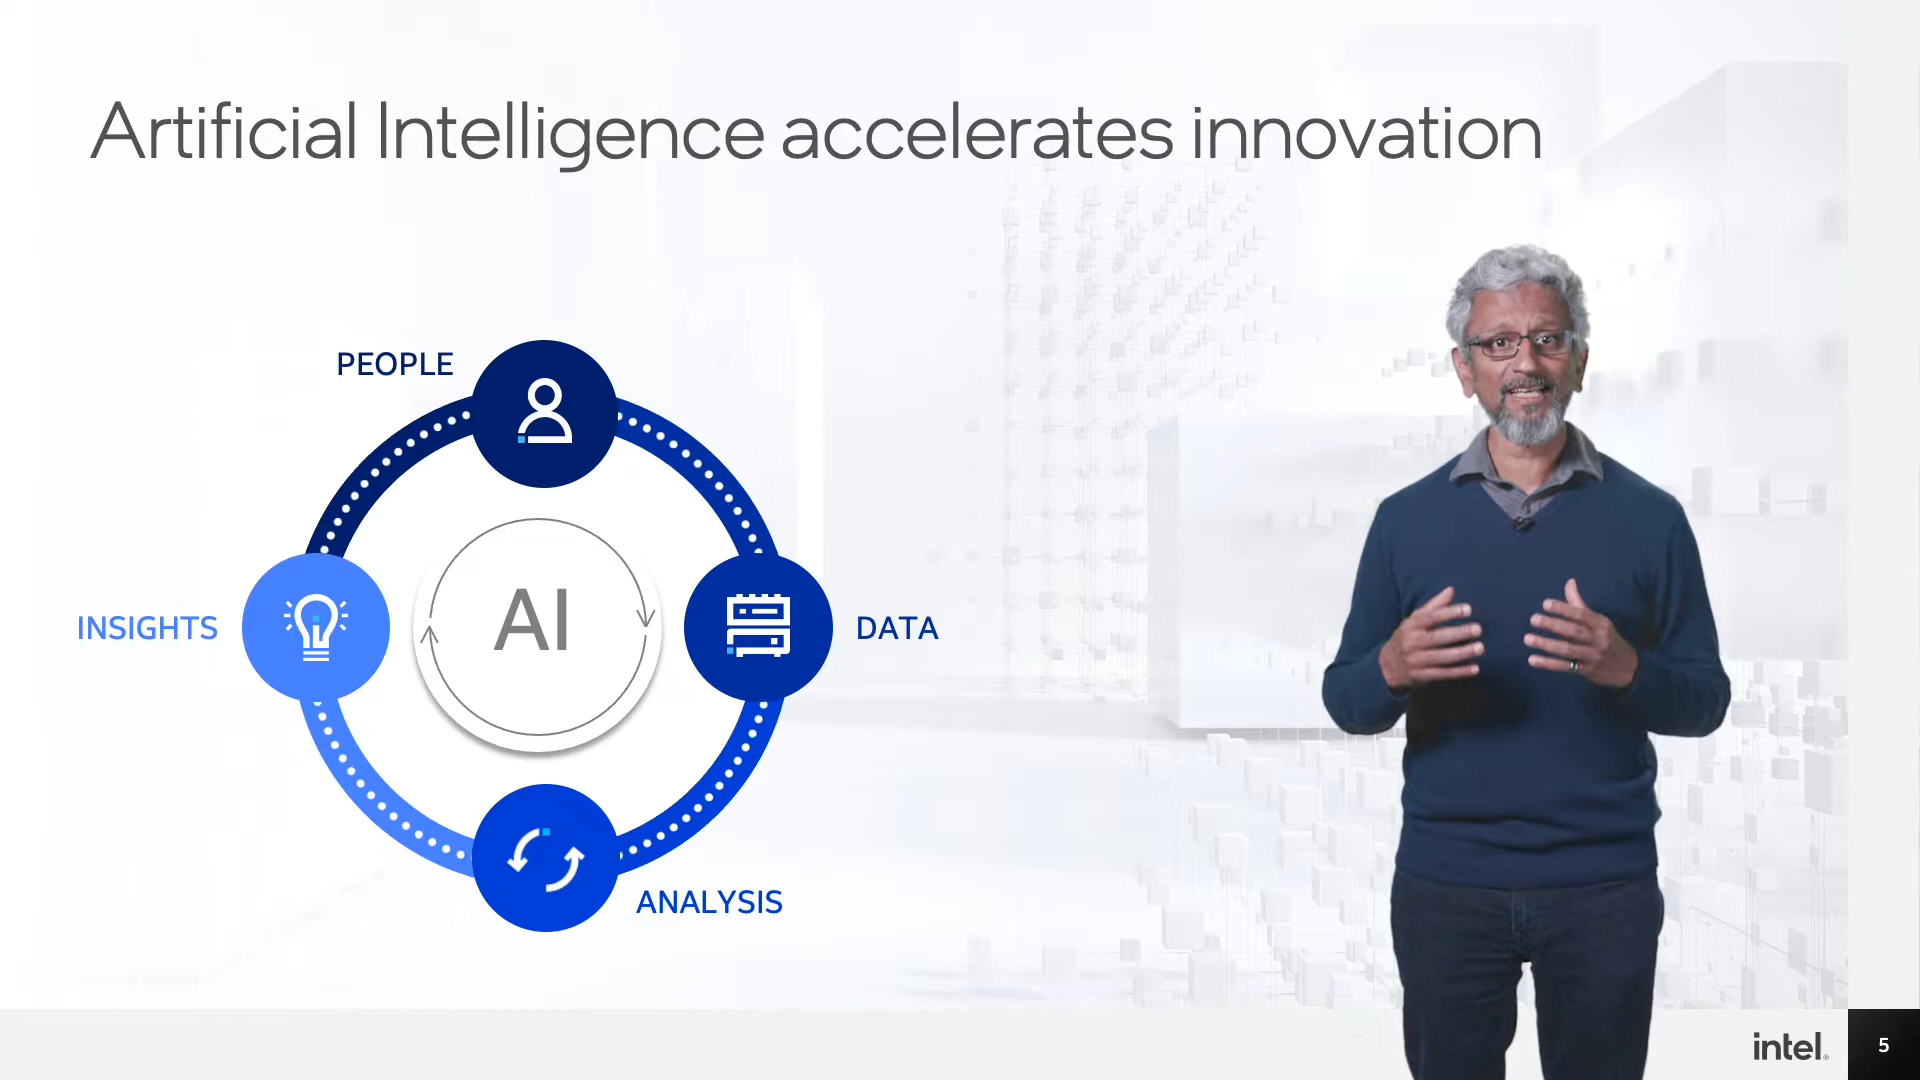 Artificial Intelligence accelerates innovation
PEOPLE
INSIGHTS
AI
DATA
ANALYSIS
intel.
5